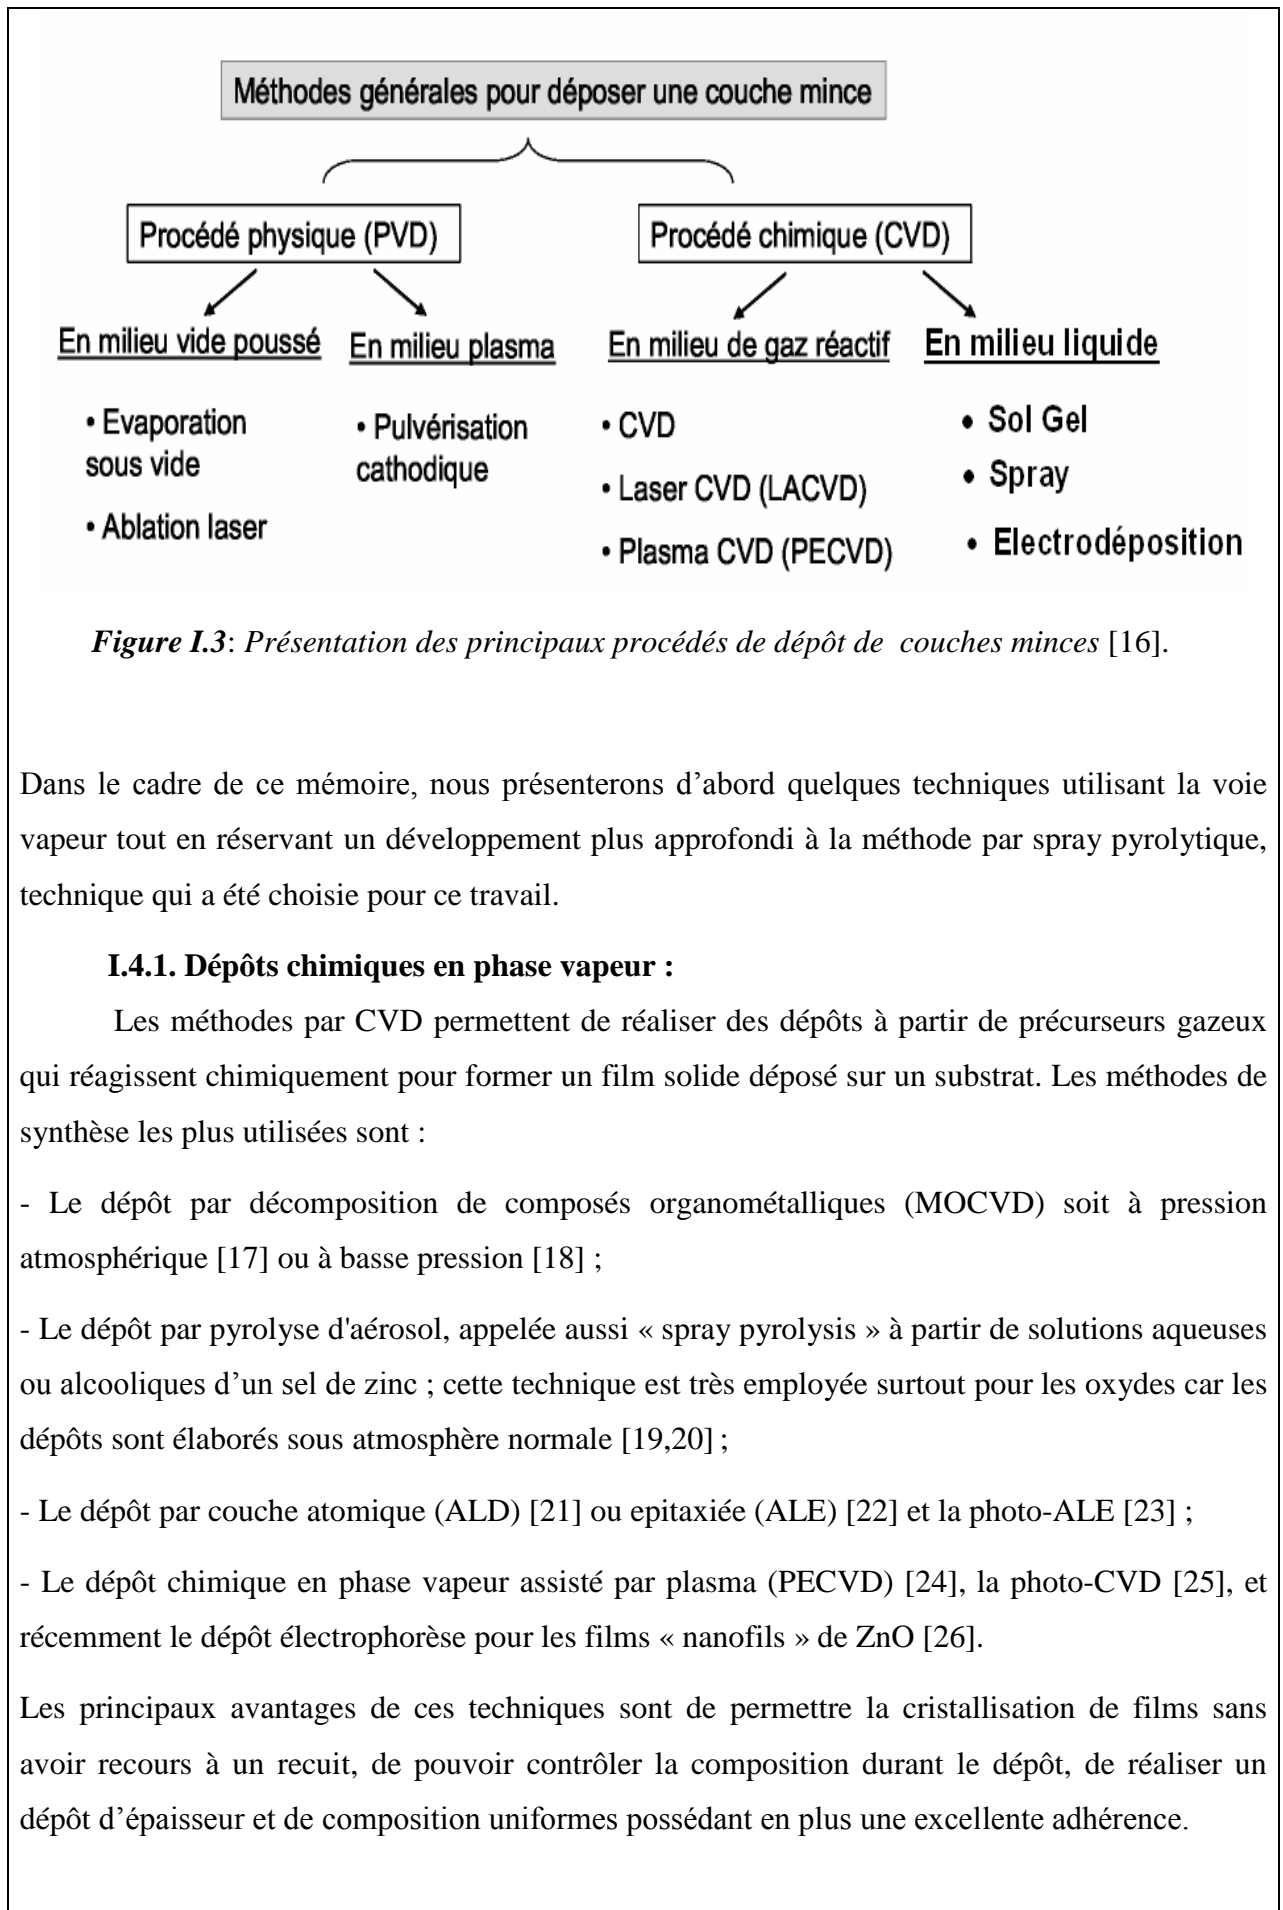 Méthodes générales pour déposer une couche mince
Procédé physique (PVD)
Procédé chimique (CVD)
En milieu vide poussé
En milieu plasma
En milieu de gaz réactif
En milieu liquide
• Evaporation
sous vide
• Ablation laser
• Pulvérisation
cathodique
• CVD
• Laser CVD (LACVD)
• Plasma CVD (PECVD)
• Sol Gel
• Spray
• Electrodéposition
Figure I.3: Présentation des principaux procédés de dépôt de couches minces [16].
Dans le cadre de ce mémoire, nous présenterons d’abord quelques techniques utilisant la voie
vapeur tout en réservant un développement plus approfondi à la méthode par spray pyrolytique,
technique qui a été choisie pour ce travail.
I.4.1. Dépôts chimiques en phase vapeur :
Les méthodes par CVD permettent de réaliser des dépôts à partir de précurseurs gazeux
qui réagissent chimiquement pour former un film solide déposé sur un substrat. Les méthodes de
synthèse les plus utilisées sont :
- Le dépôt par décomposition de composés organométalliques (MOCVD) soit à pression
atmosphérique [17] ou à basse pression [18] ;
- Le dépôt par pyrolyse d'aérosol, appelée aussi « spray pyrolysis » à partir de solutions aqueuses
ou alcooliques d’un sel de zinc ; cette technique est très employée surtout pour les oxydes car les
dépôts sont élaborés sous atmosphère normale [19,20] ;
- Le dépôt par couche atomique (ALD) [21] ou epitaxiée (ALE) [22] et la photo-ALE [23] ;
- Le dépôt chimique en phase vapeur assisté par plasma (PECVD) [24], la photo-CVD [25], et
récemment le dépôt électrophorèse pour les films « nanofils » de ZnO [26].
Les principaux avantages de ces techniques sont de permettre la cristallisation de films sans
avoir recours à un recuit, de pouvoir contrôler la composition durant le dépôt, de réaliser un
dépôt d’épaisseur et de composition uniformes possédant en plus une excellente adhérence.